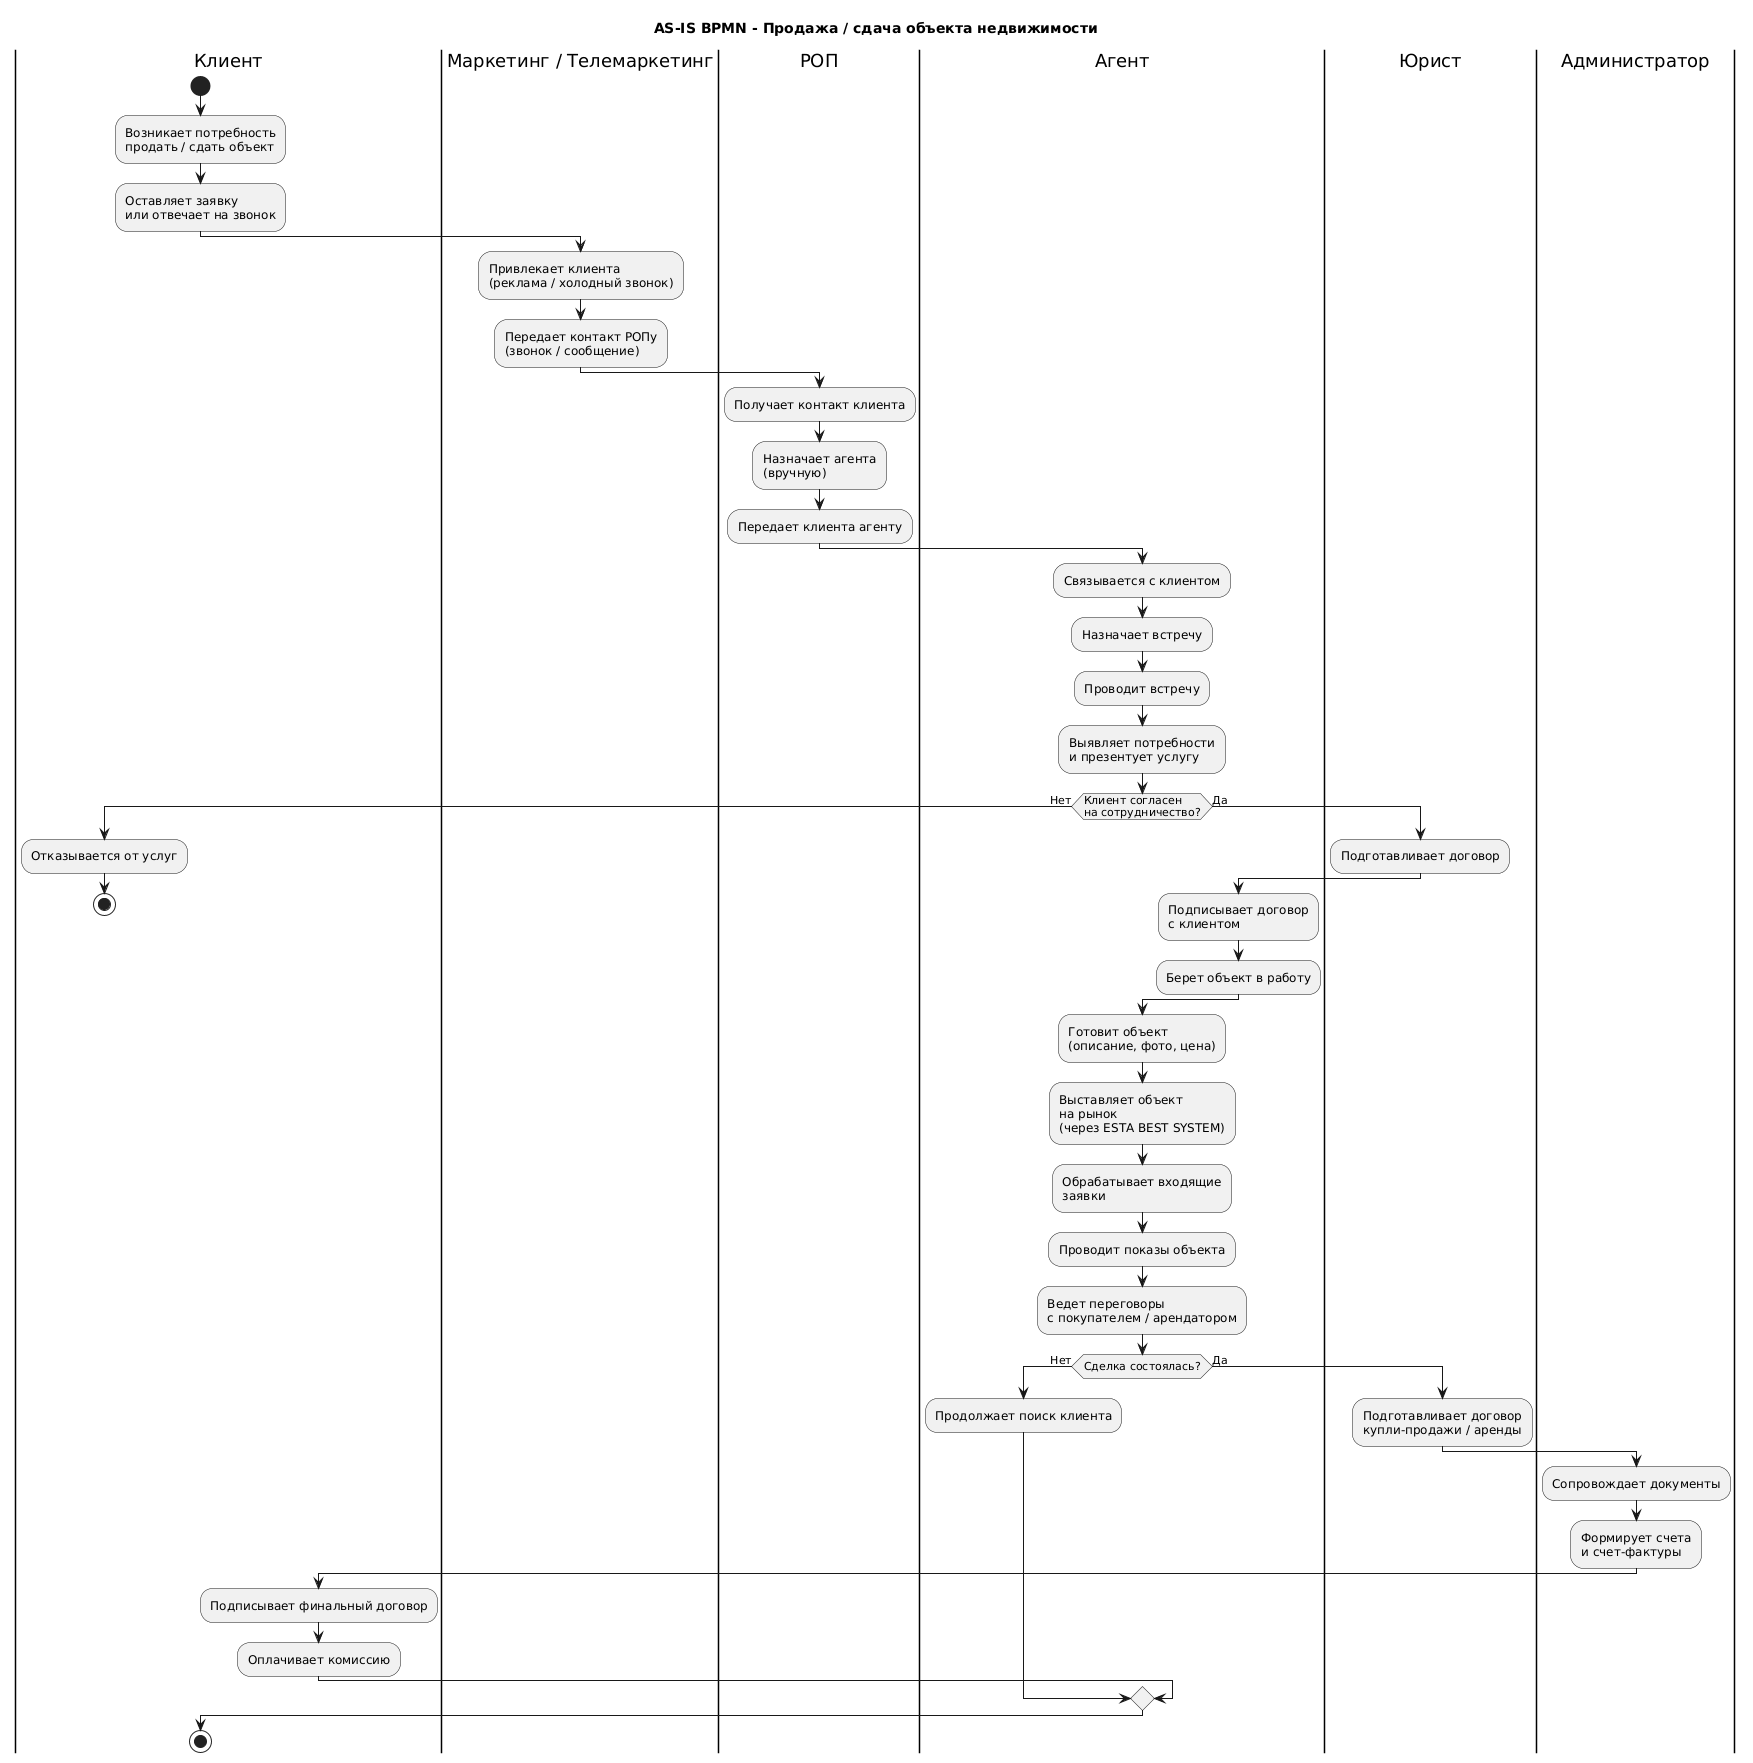 AS-IS BPMN - Продажа / сдача объекта недвижимости
Клиент
Маркетинг / Телемаркетинг
РОП
Агент
Юрист
Администратор
Возникает потребность
продать / сдать объект
Оставляет заявку
или отвечает на звонок
Привлекает клиента
(реклама / холодный звонок)
Передает контакт РОПу
(звонок / сообщение)
Получает контакт клиента
Назначает агента
(вручную)
Передает клиента агенту
Связывается с клиентом
Назначает встречу
Проводит встречу
Выявляет потребности
и презентует услугу
Нет
Клиент согласен
на сотрудничество?
Да
Отказывается от услуг
Подготавливает договор
Подписывает договор
с клиентом
Берет объект в работу
Готовит объект
(описание, фото, цена)
Выставляет объект
на рынок
(через ESTA BEST SYSTEM)
Обрабатывает входящие
заявки
Проводит показы объекта
Ведет переговоры
с покупателем / арендатором
Нет
Сделка состоялась?
Да
Продолжает поиск клиента
Подготавливает договор
купли-продажи / аренды
Сопровождает документы
Формирует счета
и счет-фактуры
Подписывает финальный договор
Оплачивает комиссию